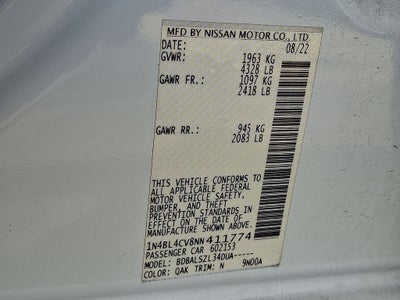 MFD BY NISSAN MOTOR CO., LTD
DATE: 08/22
GVWR: 1963 KG
4328 LB
GAWR FR.: 1097 KG
2418 LB
GAWR RR.: 945 KG
2083 LB
THIS VEHICLE CONFORMS TO
ALL APPLICABLE FEDERAL
MOTOR VEHICLE SAFETY,
BUMPER, AND THEFT
PREVENTION STANDARDS IN
EFFECT ON THE DATE OF
MANUFACTURE SHOWN ABOVE.
1N4BL4CV8NN411774
PASSENGER CAR 602153
MODEL: BDBALSZL34DUA-----
COLOR: QAK TRIM: N 9N00A